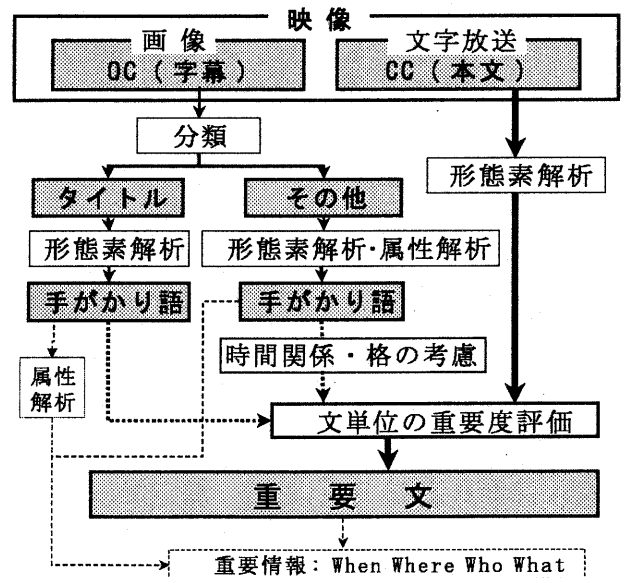 映像
画像 文字放送
OC(字幕) CC(本文)
分類
形態素解析
タイトル その他
形態素解析 形態素解析・属性解析
手がかり語 手がかり語
時間関係・格の考慮
属性
解析
文単位の重要度評価
重要文
重要情報: When Where Who What